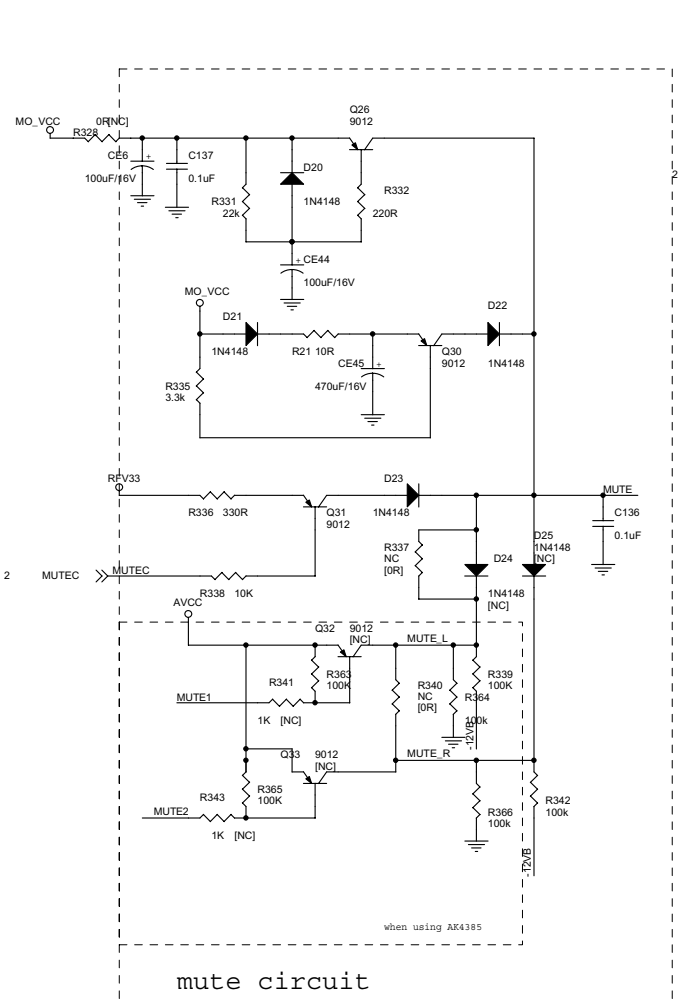 Q26
9012
MO_VCC
0R[NC]
R328
CE6
C137
100uF/16V
0.1uF
D20
R332
R331
1N4148
22k
220R
2
CE44
100uF/16V
MO_VCC
D22
D21
1N4148
R21 10R
Q30
9012
1N4148
CE45
470uF/16V
R335
3.3k
RFV33
D23
MUTE
R336 330R
Q31
9012
1N4148
C136
0.1uF
D25
1N4148
[NC]
R337
NC
[0R]
D24
2
MUTEC
MUTEC
R338 10K
1N4148
[NC]
AVCC
Q32
9012
[NC]
MUTE_L
R341
R363
100K
R340
NC
[0R]
R339
100K
R364
100k
MUTE1
1K [NC]
-12VB
Q33
9012
[NC]
MUTE_R
R343
R365
100K
R342
100k
MUTE2
R366
100k
1K [NC]
-12VB
when using AK4385
mute circuit